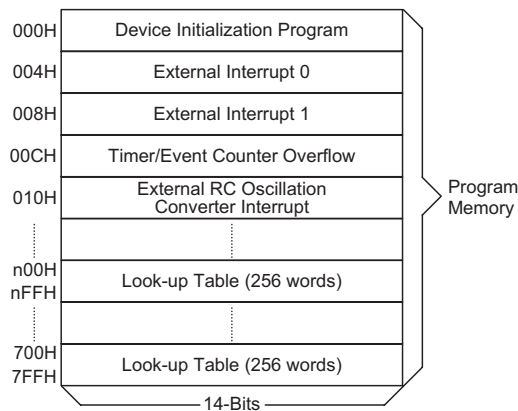 000H Device Initialization Program
004H External Interrupt 0
008H External Interrupt 1
00CH Timer/Event Counter Overflow
010H External RC Oscillation
Converter Interrupt
Program
Memory
n00H
nFFH
Look-up Table (256 words)
700H
7FFH
Look-up Table (256 words)
14-Bits